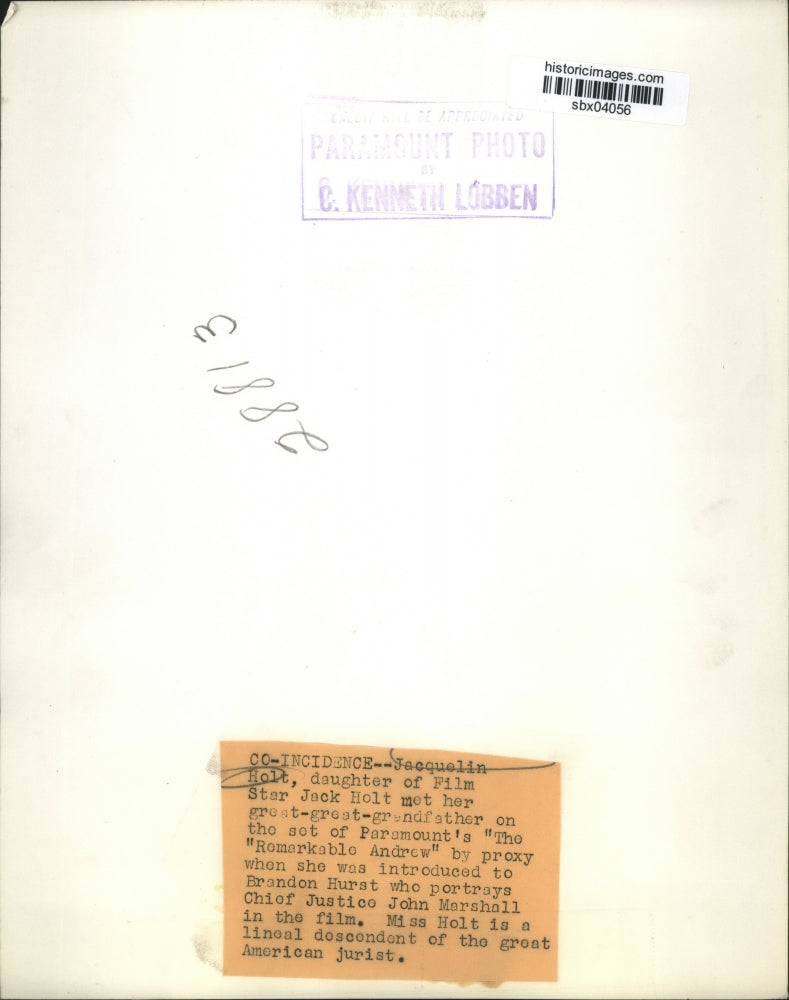 historicimages.com
sbx04056
CREDIT WILL BE APPRECIATED
PARAMOUNT PHOTO
BY
C. KENNETH LOBBEN
28813
CO-INCIDENCE--Jacquelin
Holt, daughter of Film
Star Jack Holt met her
great-great-grandfather on
the set of Paramount's "The
"Remarkable Andrew" by proxy
when she was introduced to
Brandon Hurst who portrays
Chief Justice John Marshall
in the film. Miss Holt is a
lineal descendent of the great
American jurist.